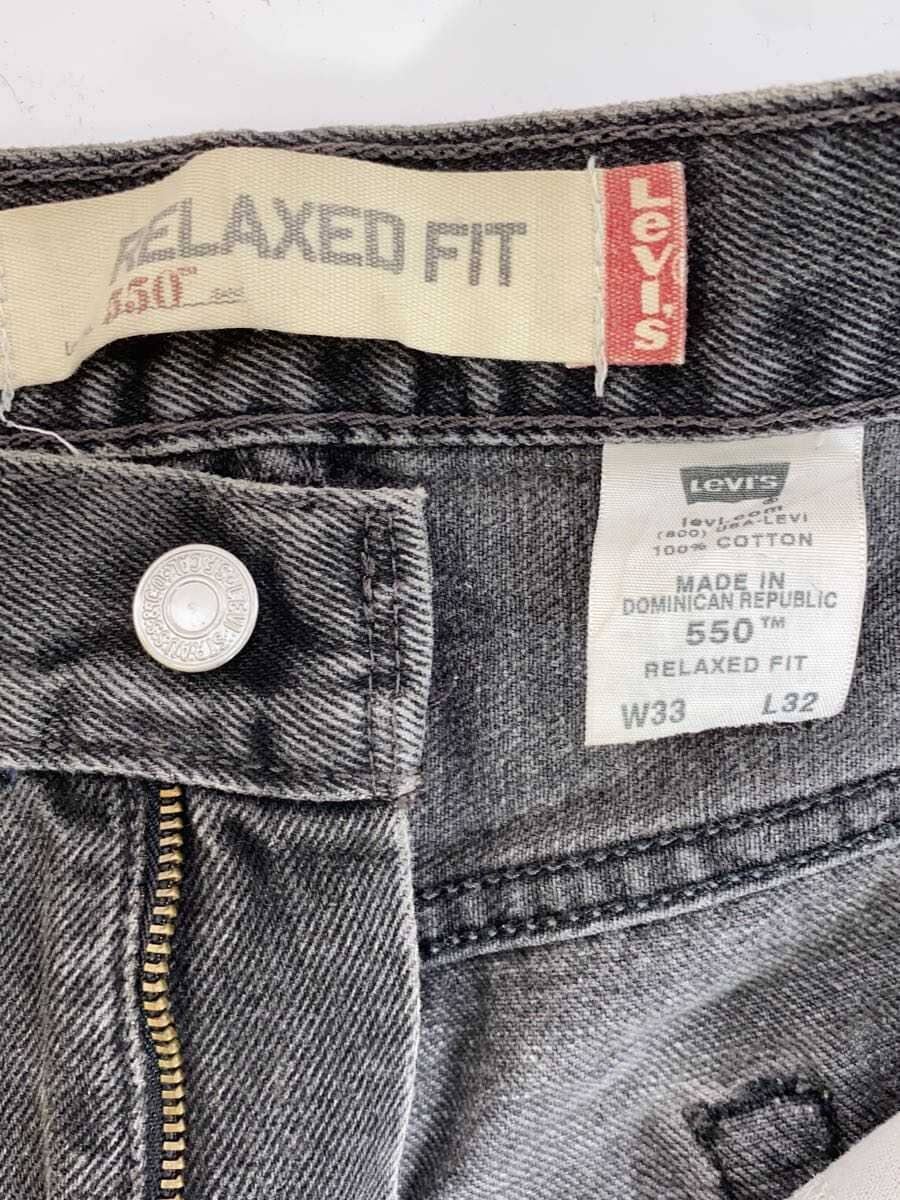 RELAXED FIT
550™
Levi's
Levi's
levi.com
(800) USA-LEVI
100% COTTON
MADE IN
DOMINICAN REPUBLIC
550™
RELAXED FIT
W33 L32